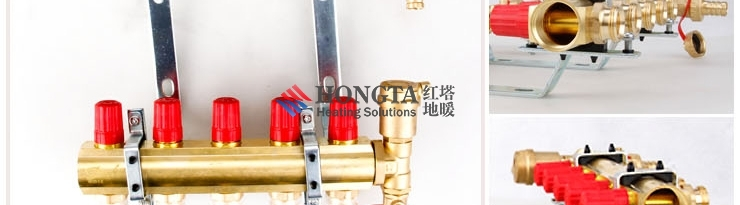 HONGTA 红塔
Heating Solutions 地暖